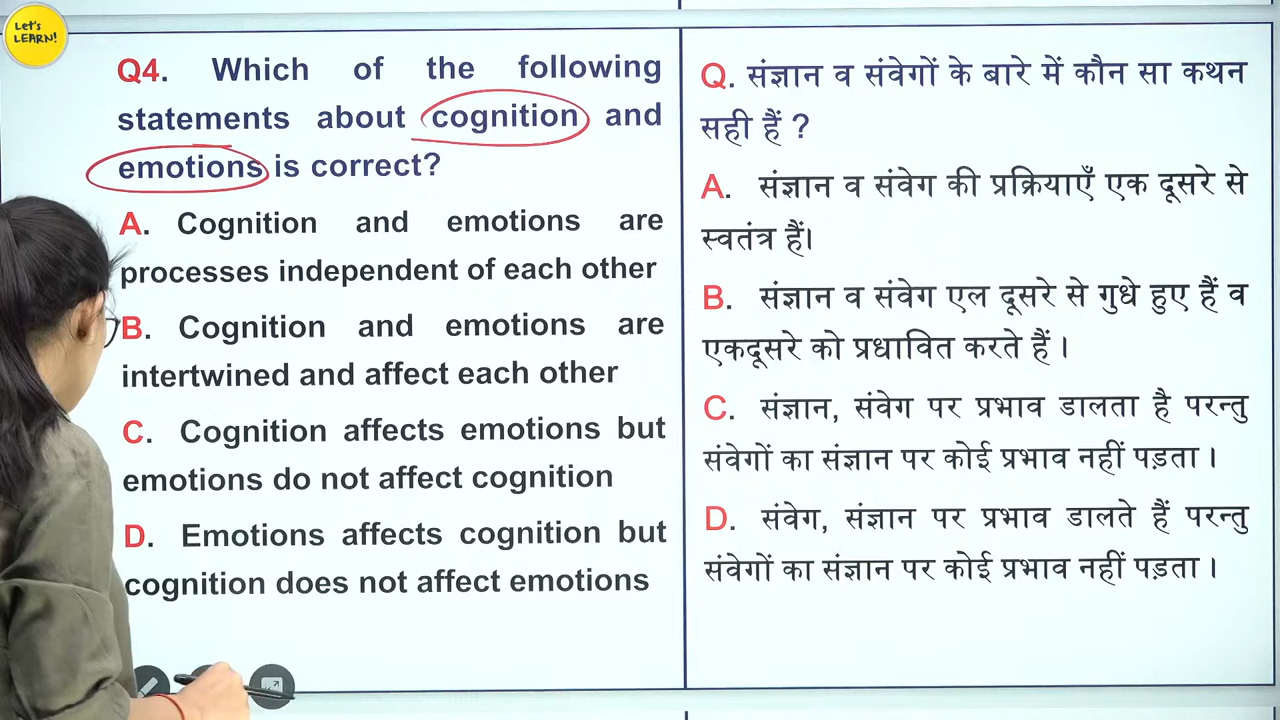 Let's
LEARN!
Q4. Which of the following
statements about cognition and
emotions is correct?
A. Cognition and emotions are
processes independent of each other
B. Cognition and emotions are
intertwined and affect each other
C. Cognition affects emotions but
emotions do not affect cognition
D. Emotions affects cognition but
cognition does not affect emotions
Q. संज्ञान व संवेगों के बारे में कौन सा कथन
सही हैं ?
A. संज्ञान व संवेग की प्रक्रियाएँ एक दूसरे से
स्वतंत्र हैं।
B. संज्ञान व संवेग एल दूसरे से गुधे हुए हैं व
एकदूसरे को प्रधावित करते हैं ।
C. संज्ञान, संवेग पर प्रभाव डालता है परन्तु
संवेगों का संज्ञान पर कोई प्रभाव नहीं पड़ता ।
D. संवेग, संज्ञान पर प्रभाव डालते हैं परन्तु
संवेगों का संज्ञान पर कोई प्रभाव नहीं पड़ता ।